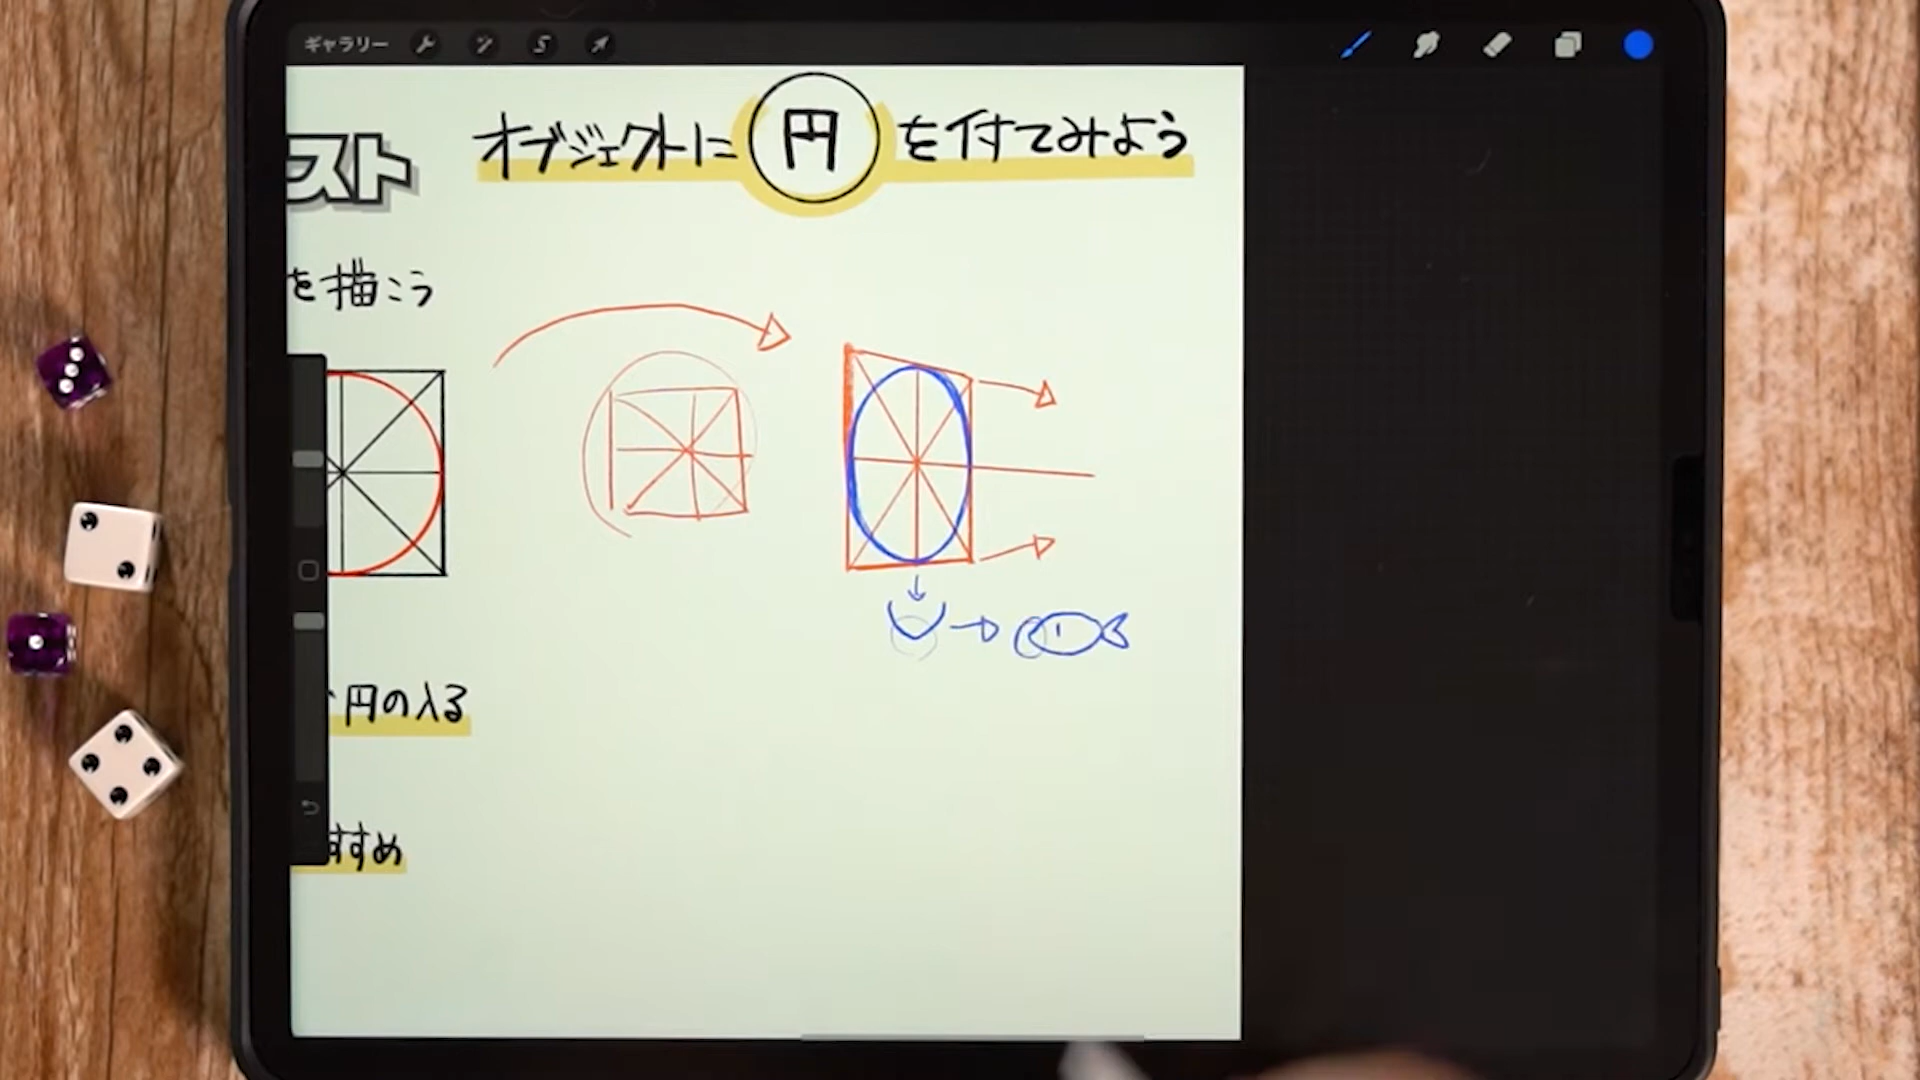 ギャラリー
スト
オブジェクトに円を付てみよう
を描こう
円の入る
すすめ